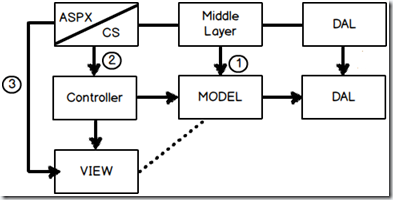 ASPX
CS
Middle
Layer
DAL
2
1
3
Controller
MODEL
DAL
VIEW